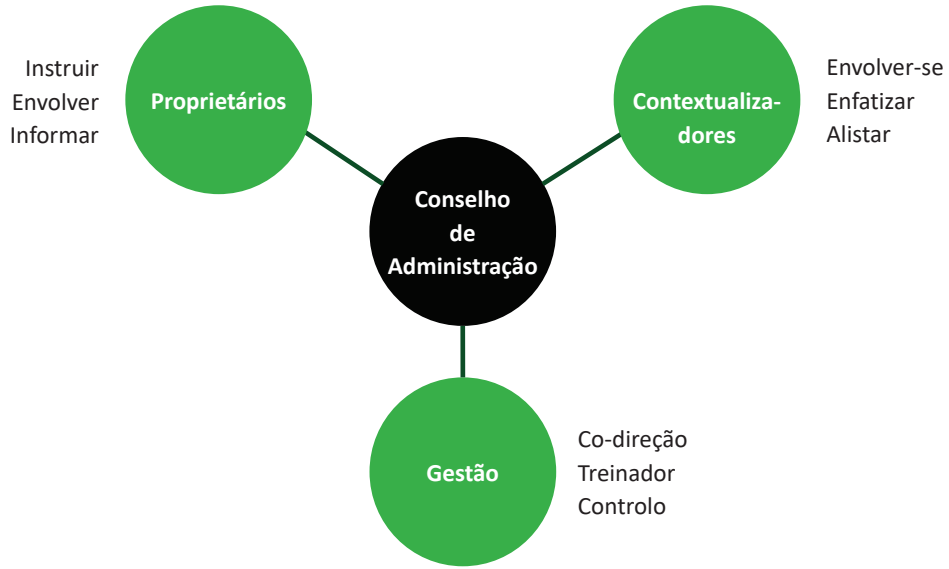 Instruir
Envolver
Informar
Proprietários
Contextualiza-
dores
Envolver-se
Enfatizar
Alistar
Conselho
de
Administração
Gestão
Co-direção
Treinador
Controlo